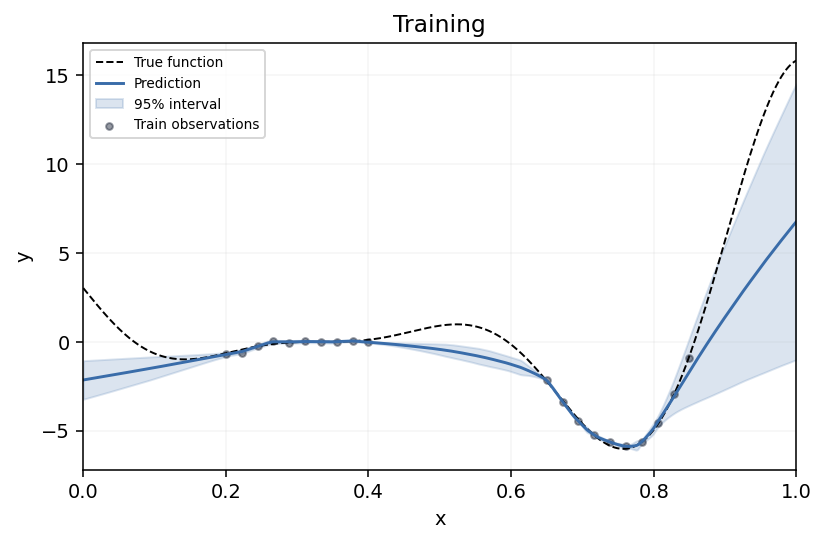 Training
True function
Prediction
95% interval
Train observations
15
10
5
0
−5
y
0.0 0.2 0.4 0.6 0.8 1.0
x